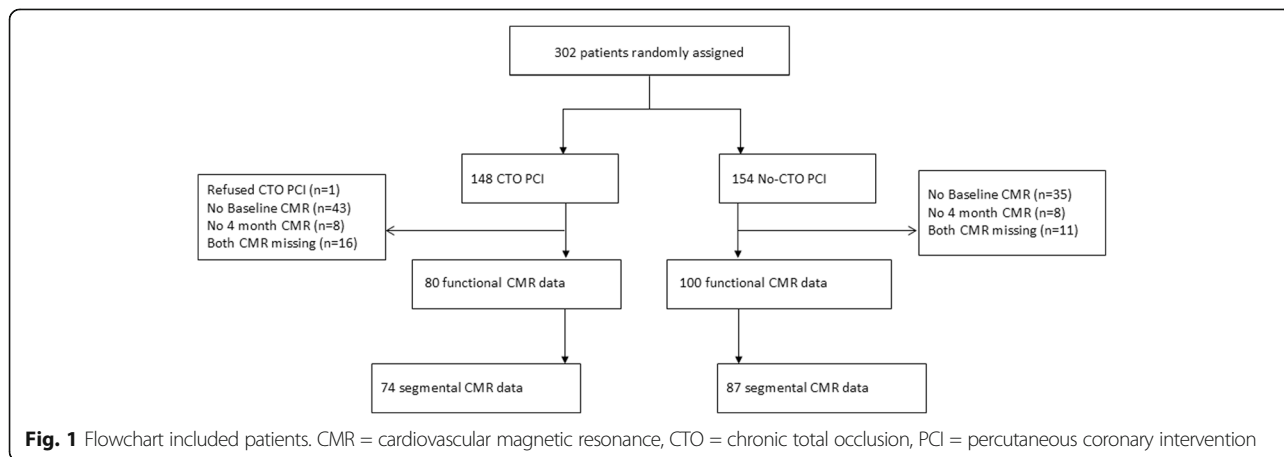 302 patients randomly assigned
148 CTO PCI
154 No-CTO PCI
Refused CTO PCI (n=1)
No Baseline CMR (n=43)
No 4 month CMR (n=8)
Both CMR missing (n=16)
No Baseline CMR (n=35)
No 4 month CMR (n=8)
Both CMR missing (n=11)
80 functional CMR data
100 functional CMR data
74 segmental CMR data
87 segmental CMR data
Fig. 1 Flowchart included patients. CMR = cardiovascular magnetic resonance, CTO = chronic total occlusion, PCI = percutaneous coronary intervention